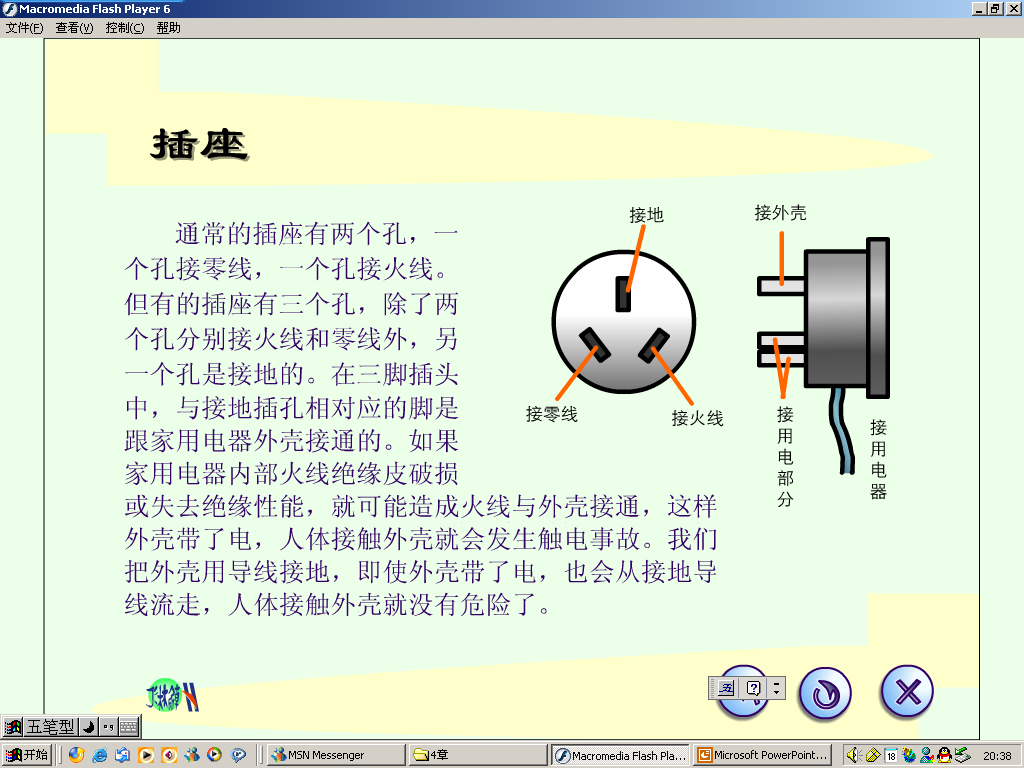 Macromedia Flash Player 6
文件(F) 查看(V) 控制(C) 帮助
插座
通常的插座有两个孔，一
个孔接零线，一个孔接火线。
但有的插座有三个孔，除了两
个孔分别接火线和零线外，另
一个孔是接地的。在三脚插头
中，与接地插孔相对应的脚是
跟家用电器外壳接通的。如果
家用电器内部火线绝缘皮破损
或失去绝缘性能，就可能造成火线与外壳接通，这样
外壳带了电，人体接触外壳就会发生触电事故。我们
把外壳用导线接地，即使外壳带了电，也会从接地导
线流走，人体接触外壳就没有危险了。
接地
接零线
接火线
接外壳
接用电部分
接用电器
五
?
五笔型
开始
MSN Messenger
4章
Macromedia Flash Pla...
Microsoft PowerPoint...
18
20:38